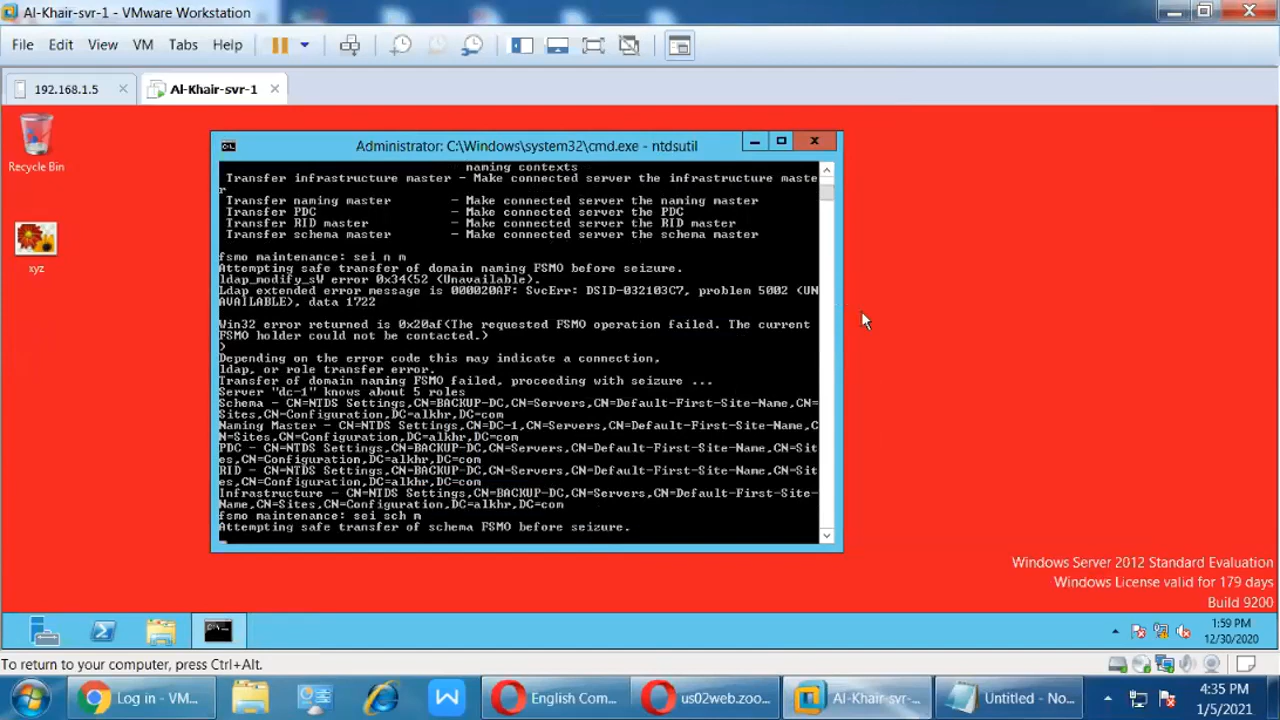 Al-Khair-svr-1 - VMware Workstation
File Edit View VM Tabs Help
192.168.1.5
Al-Khair-svr-1
Recycle Bin
xyz
Administrator: C:\Windows\system32\cmd.exe - ntdsutil
naming contexts
Transfer infrastructure master - Make connected server the infrastructure maste
r
Transfer naming master - Make connected server the naming master
Transfer PDC - Make connected server the PDC
Transfer RID master - Make connected server the RID master
Transfer schema master - Make connected server the schema master
fsmo maintenance: sei n m
Attempting safe transfer of domain naming FSMO before seizure.
ldap_modify_sW error 0x34(52 (Unavailable).
Ldap extended error message is 000020AF: SvcErr: DSID-032103C7, problem 5002 (UN
AVAILABLE), data 1722
Win32 error returned is 0x20af(The requested FSMO operation failed. The current
FSMO holder could not be contacted.)
)
Depending on the error code this may indicate a connection,
ldap, or role transfer error.
Transfer of domain naming FSMO failed, proceeding with seizure ...
Server "dc-1" knows about 5 roles
Schema - CN=NTDS Settings,CN=BACKUP-DC,CN=Servers,CN=Default-First-Site-Name,CN=
Sites,CN=Configuration,DC=alkhr,DC=com
Naming Master - CN=NTDS Settings,CN=DC-1,CN=Servers,CN=Default-First-Site-Name,C
N=Sites,CN=Configuration,DC=alkhr,DC=com
PDC - CN=NTDS Settings,CN=BACKUP-DC,CN=Servers,CN=Default-First-Site-Name,CN=Sit
es,CN=Configuration,DC=alkhr,DC=com
RID - CN=NTDS Settings,CN=BACKUP-DC,CN=Servers,CN=Default-First-Site-Name,CN=Sit
es,CN=Configuration,DC=alkhr,DC=com
Infrastructure - CN=NTDS Settings,CN=BACKUP-DC,CN=Servers,CN=Default-First-Site-
Name,CN=Sites,CN=Configuration,DC=alkhr,DC=com
fsmo maintenance: sei sch m
Attempting safe transfer of schema FSMO before seizure.
Windows Server 2012 Standard Evaluation
Windows License valid for 179 days
Build 9200
1:59 PM
12/30/2020
To return to your computer, press Ctrl+Alt.
Log in - VM...
English Com...
us02web.zoo...
Al-Khair-svr-...
Untitled - No...
4:35 PM
1/5/2021